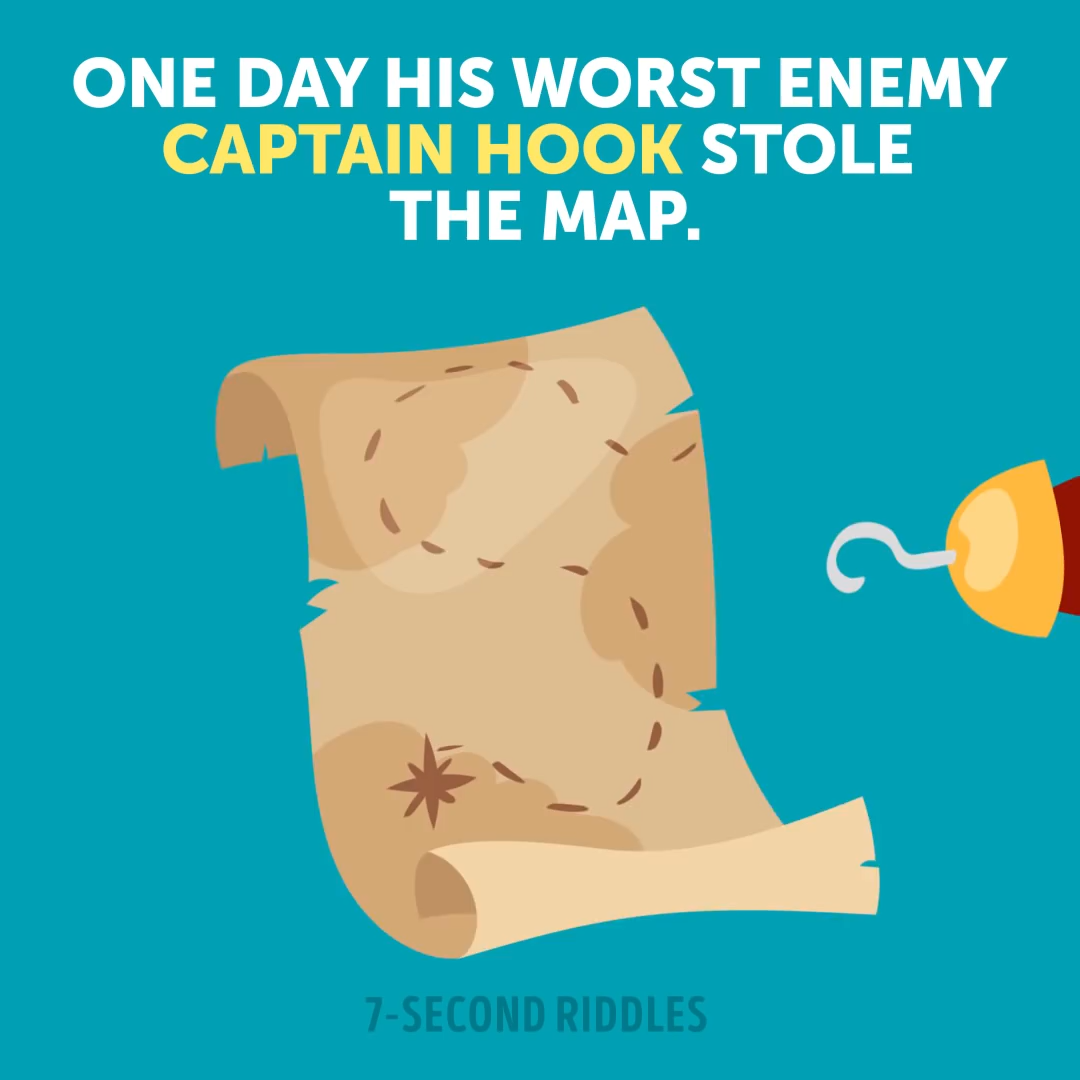 ONE DAY HIS WORST ENEMY
CAPTAIN HOOK STOLE
THE MAP.
7-SECOND RIDDLES